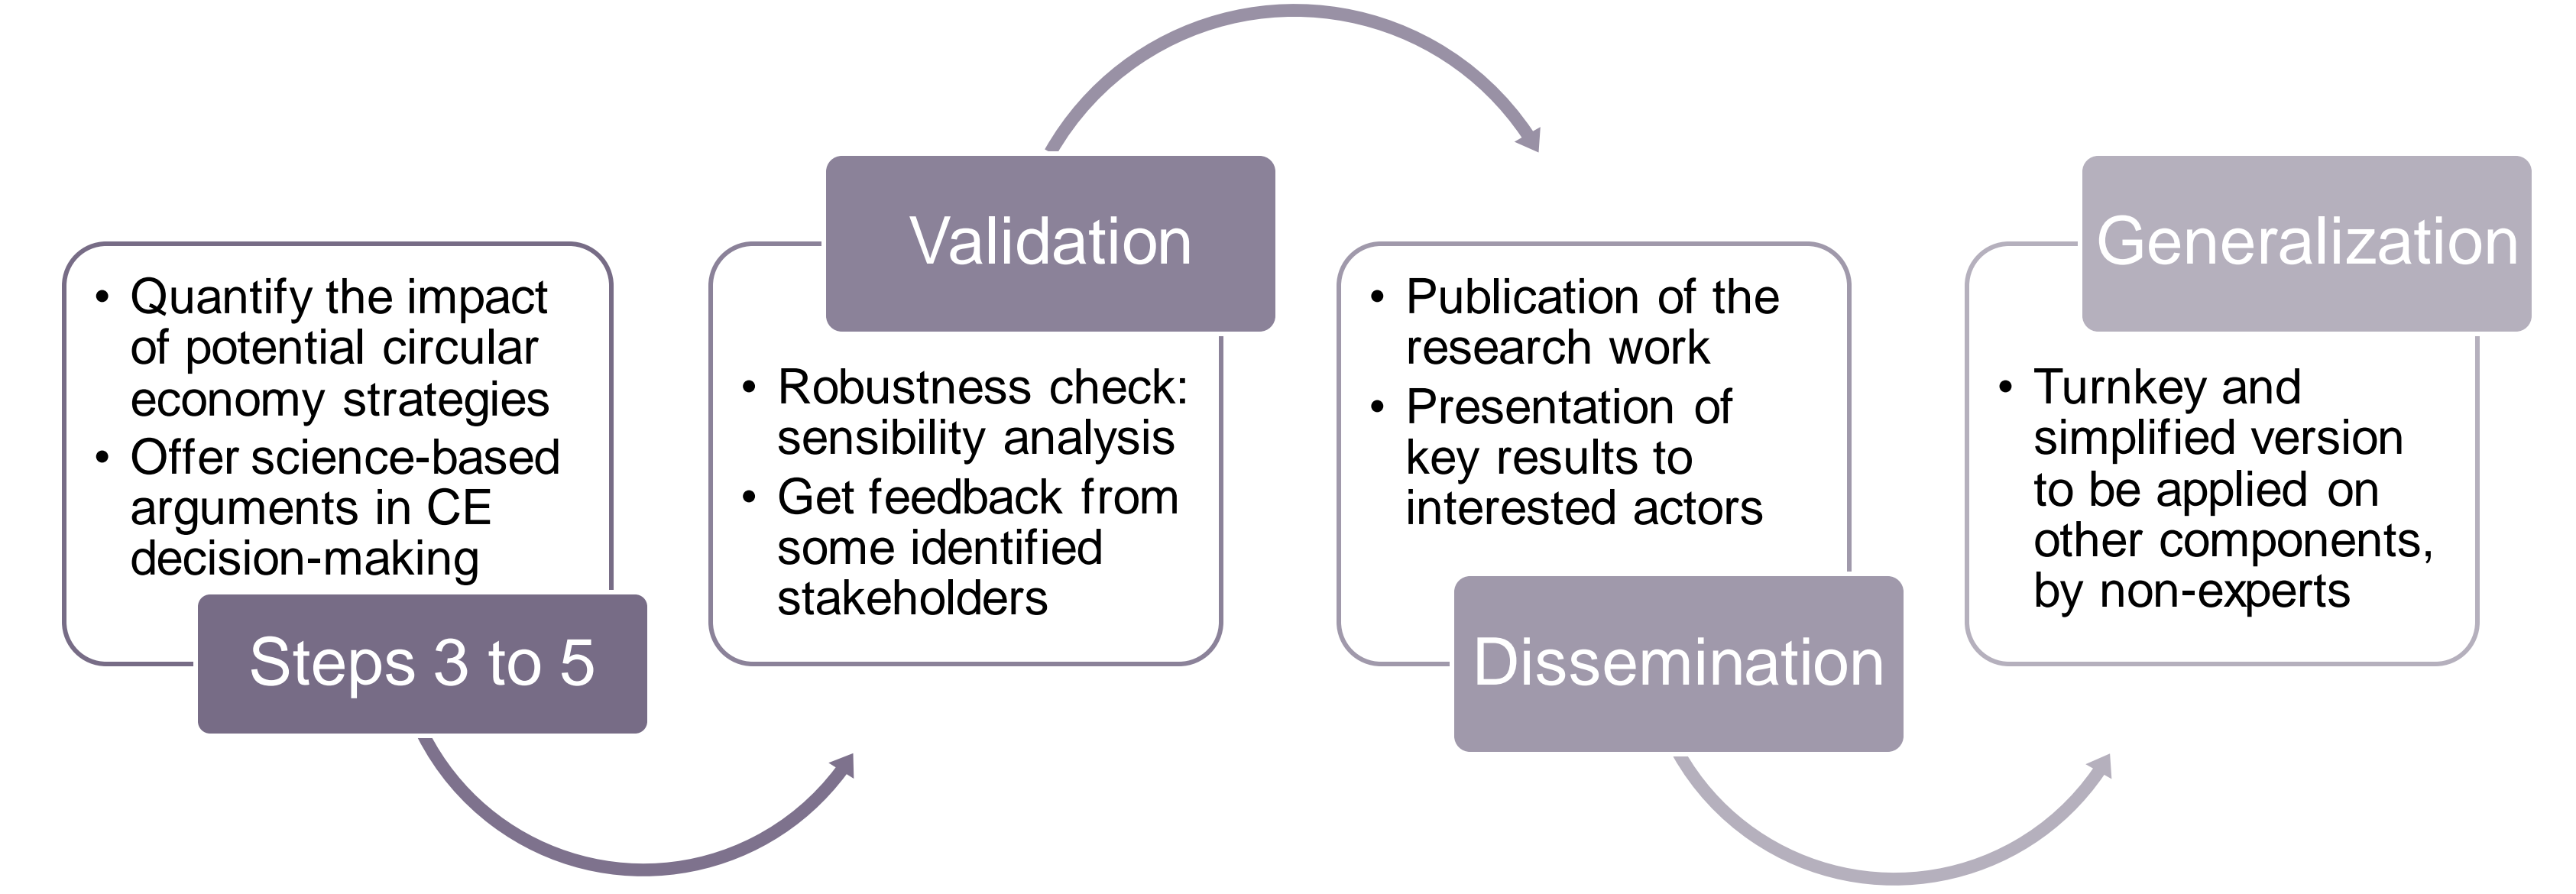 • Quantify the impact
of potential circular
economy strategies
• Offer science-based
arguments in CE
decision-making
Steps 3 to 5
Validation
• Robustness check:
sensibility analysis
• Get feedback from
some identified
stakeholders
• Publication of the
research work
• Presentation of
key results to
interested actors
Dissemination
Generalization
• Turnkey and
simplified version
to be applied on
other components,
by non-experts